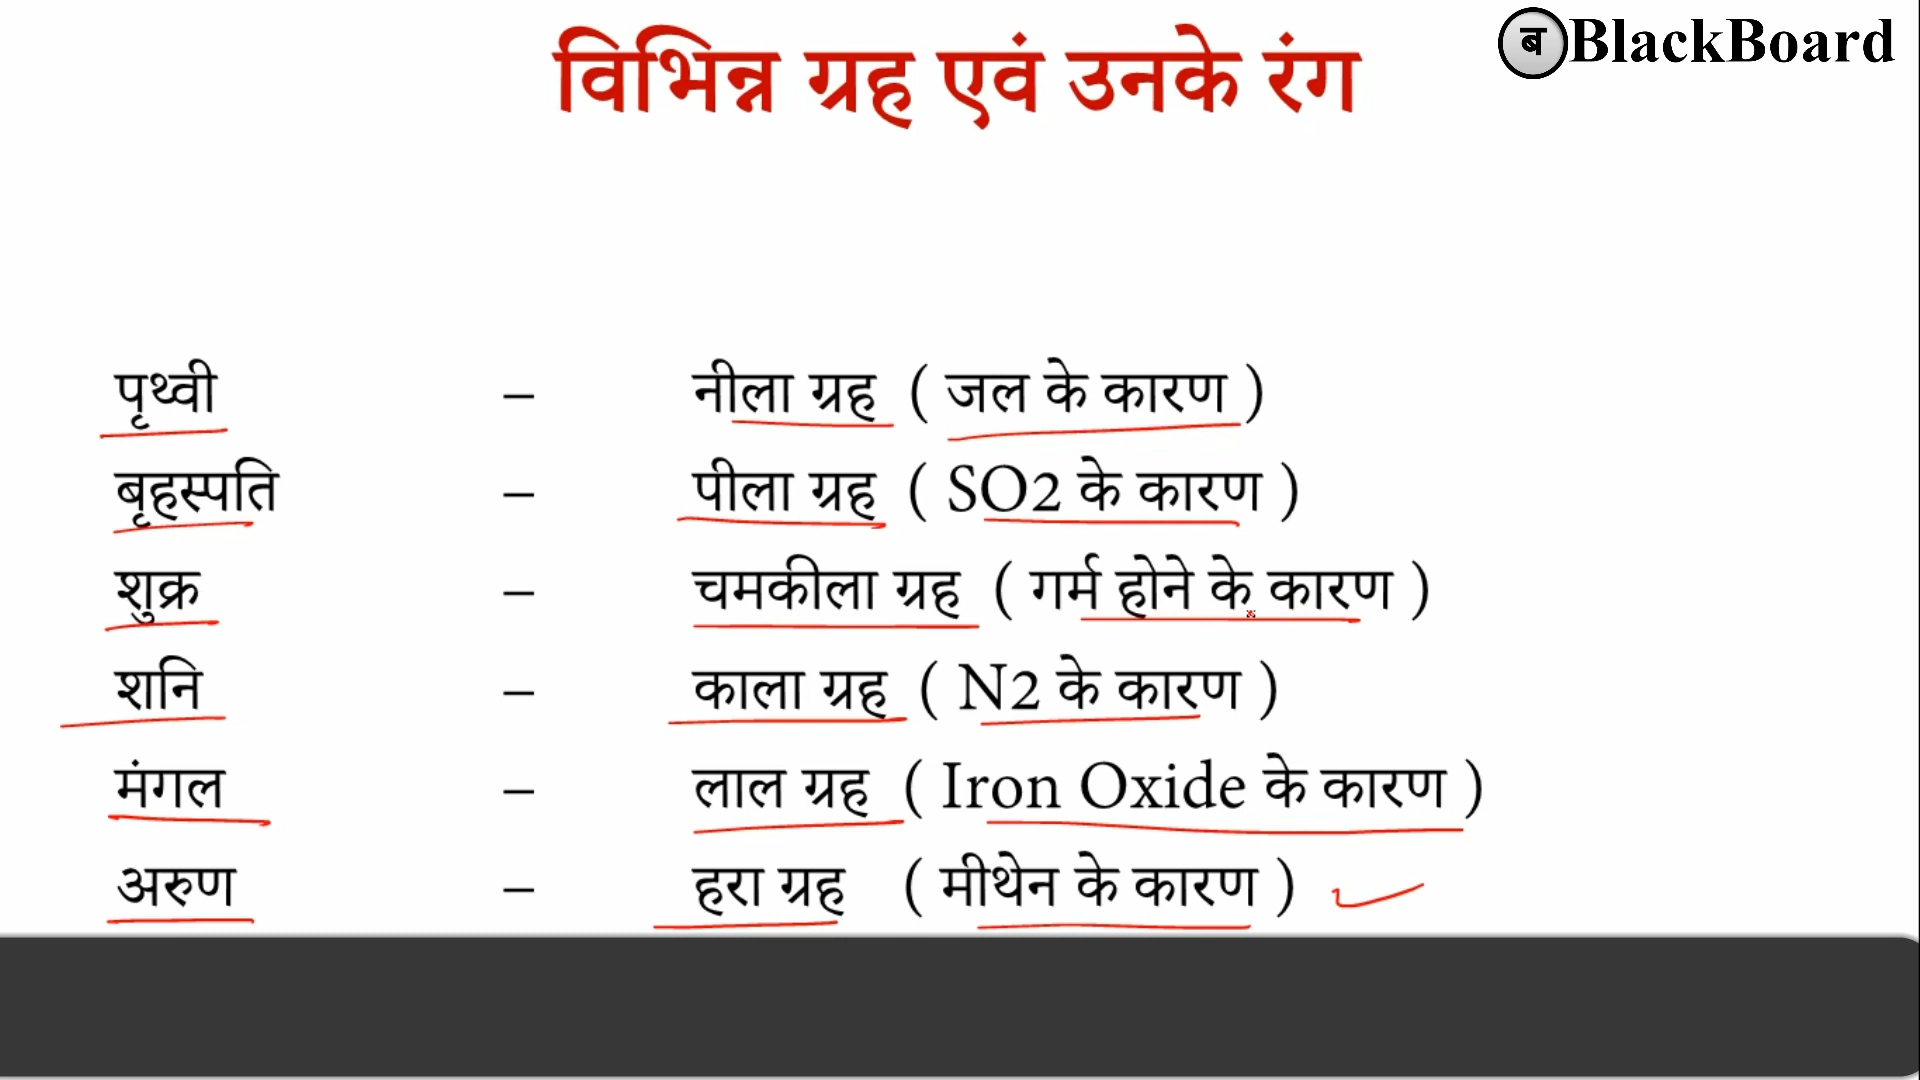 विभिन्न ग्रह एवं उनके रंग
ब BlackBoard
पृथ्वी – नीला ग्रह ( जल के कारण )
बृहस्पति – पीला ग्रह ( SO2 के कारण )
शुक्र – चमकीला ग्रह ( गर्म होने के कारण )
शनि – काला ग्रह ( N2 के कारण )
मंगल – लाल ग्रह ( Iron Oxide के कारण )
अरुण – हरा ग्रह ( मीथेन के कारण )